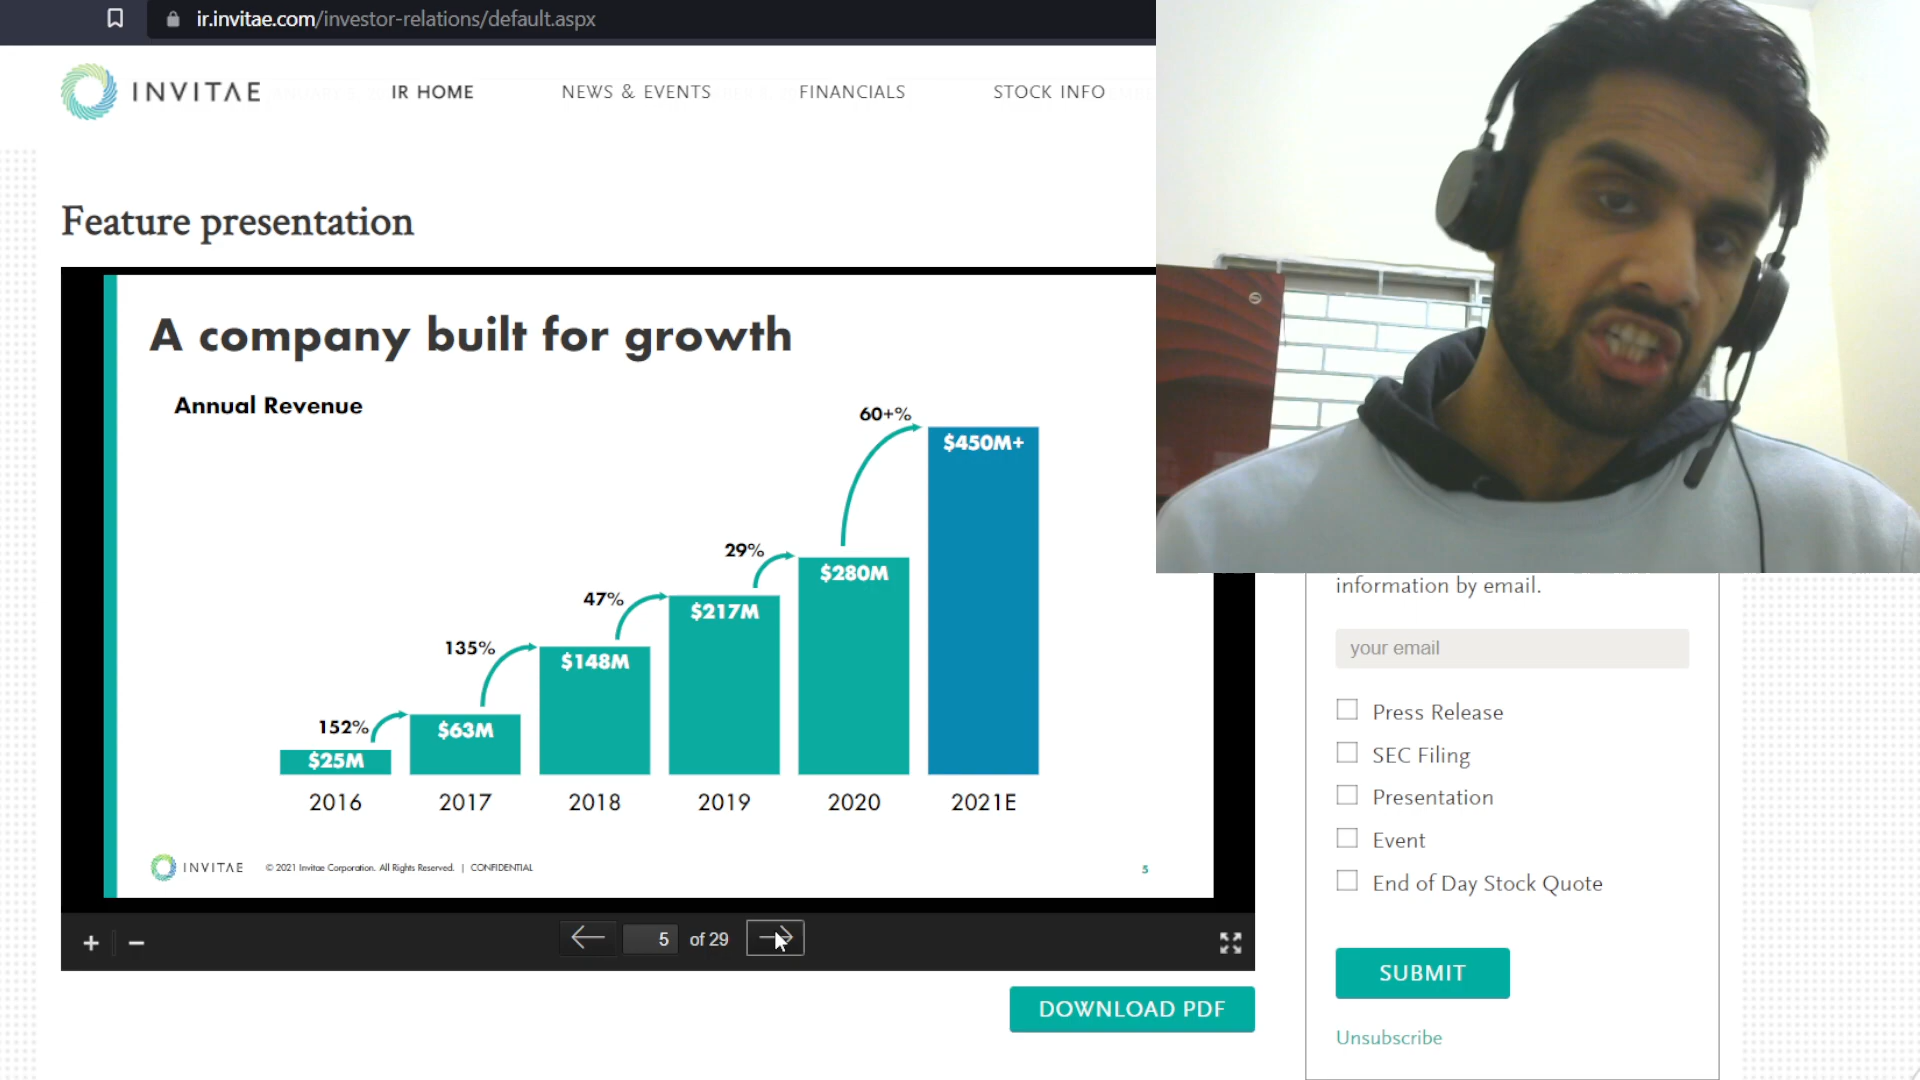 ir.invitae.com/investor-relations/default.aspx
INVITAE
IR HOME
NEWS & EVENTS
FINANCIALS
STOCK INFO
Feature presentation
A company built for growth
Annual Revenue
60+%
$450M+
29%
$280M
47%
$217M
135%
$148M
152%
$63M
$25M
2016 2017 2018 2019 2020 2021E
INVITAE
© 2021 Invitae Corporation. All Rights Reserved. | CONFIDENTIAL
5
+ −
5 of 29
DOWNLOAD PDF
information by email.
your email
Press Release
SEC Filing
Presentation
Event
End of Day Stock Quote
SUBMIT
Unsubscribe